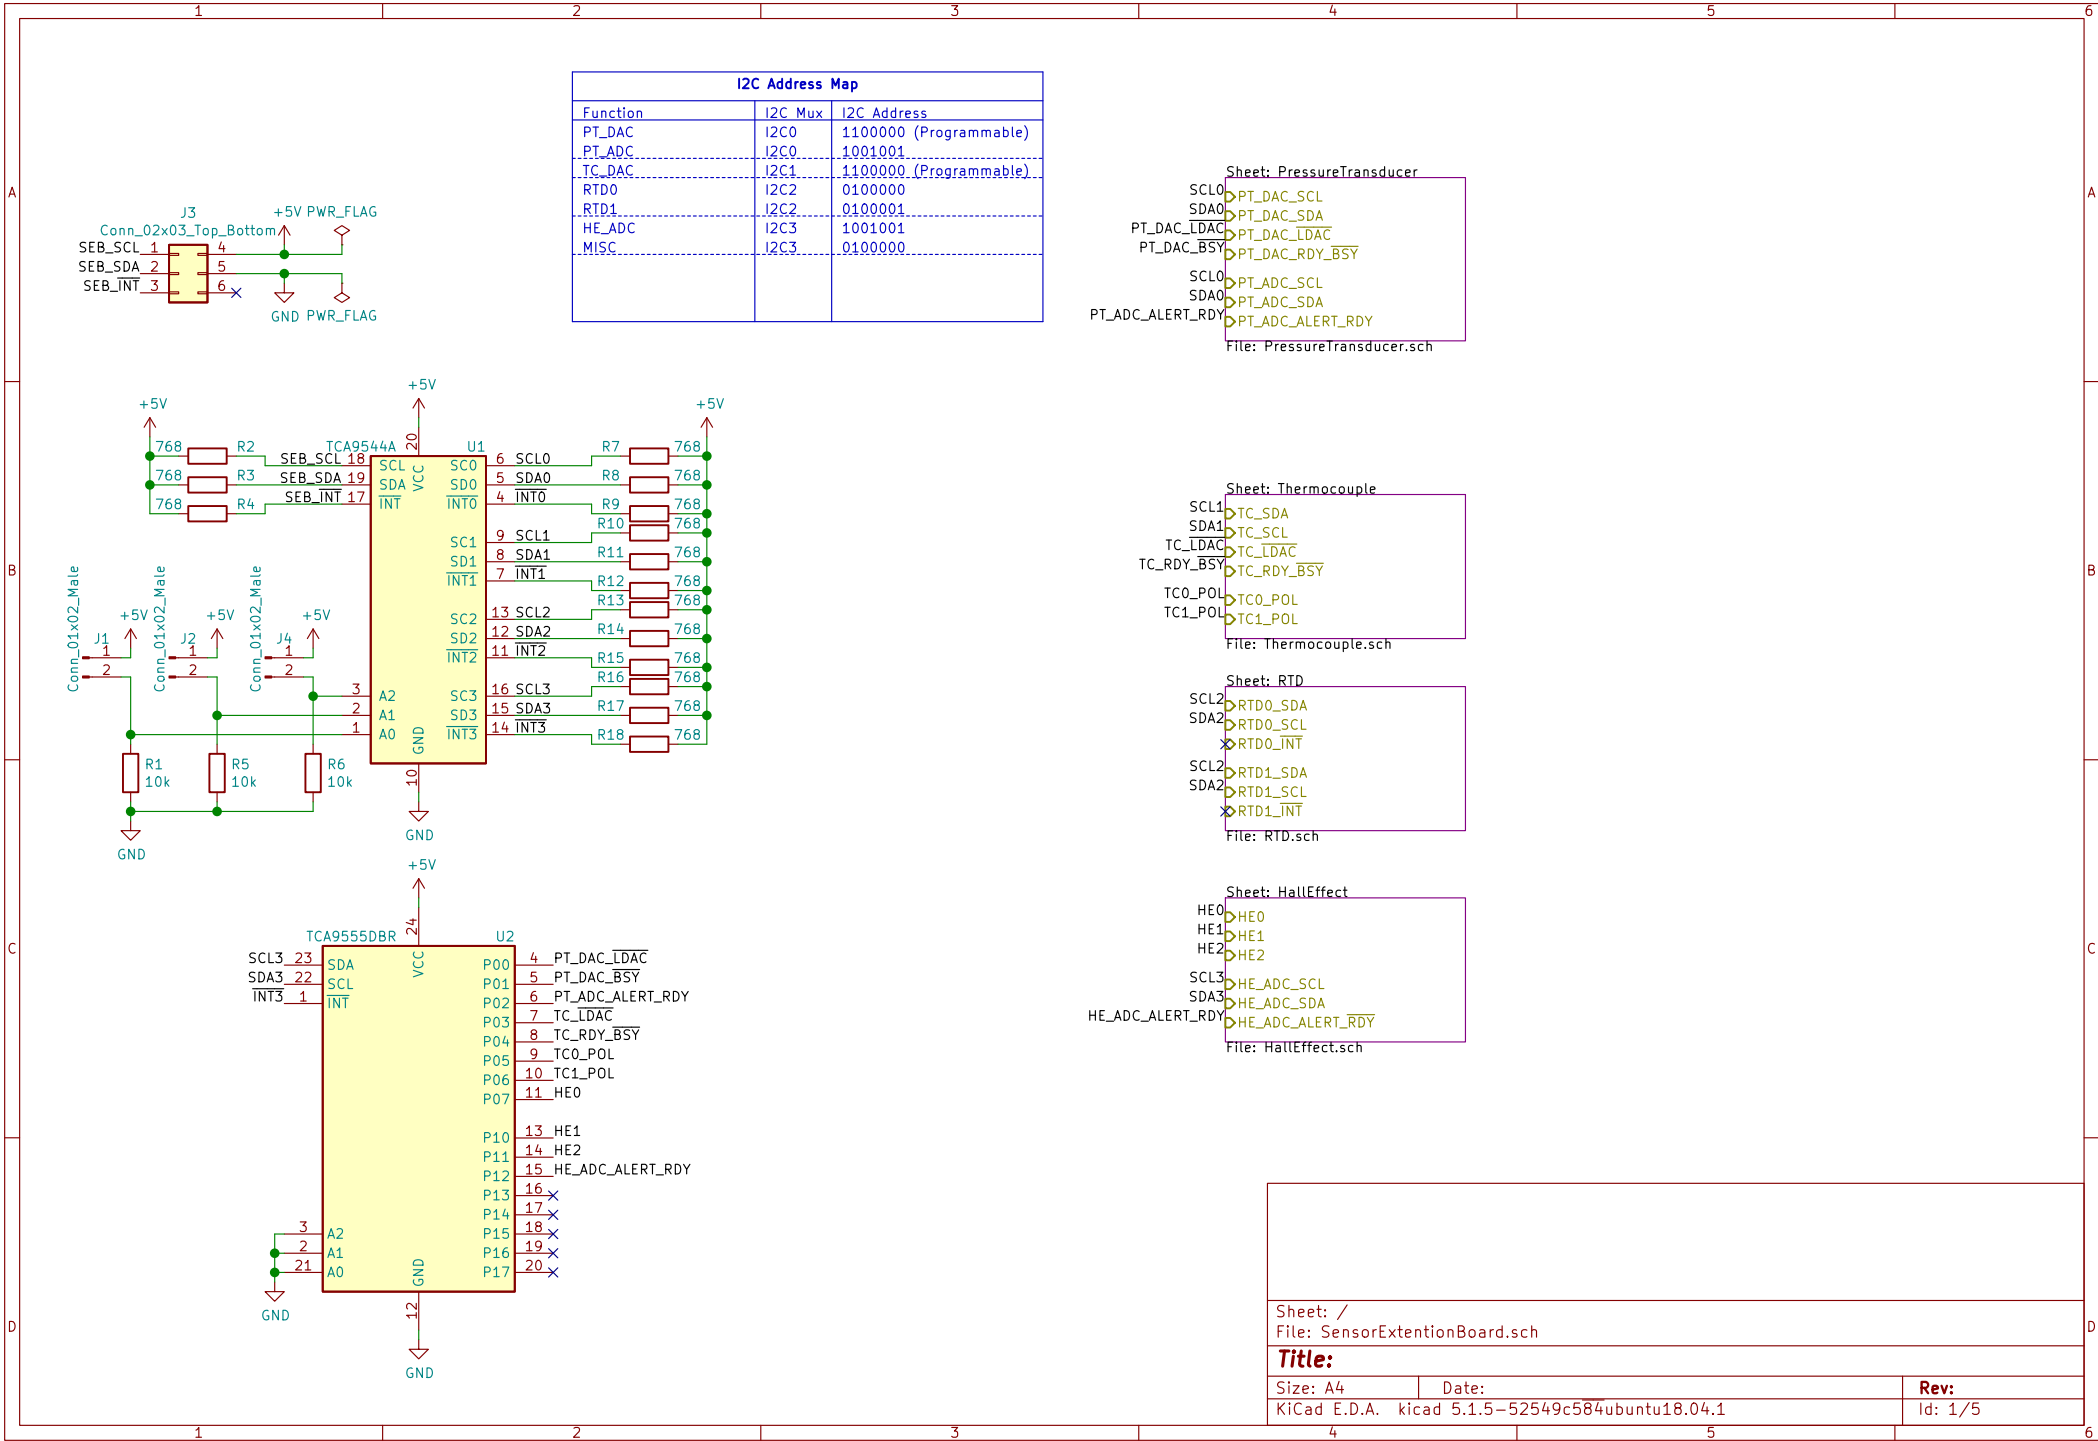 1 2 3 4 5 6
I2C Address Map
Function I2C Mux I2C Address
PT_DAC I2C0 1100000 (Programmable)
PT_ADC I2C0 1001001
TC_DAC I2C1 1100000 (Programmable)
RTD0 I2C2 0100000
RTD1 I2C2 0100001
HE_ADC I2C3 1001001
MISC I2C3 0100000
A A
J3
Conn_02x03_Top_Bottom
+5V PWR_FLAG
SEB_SCL 1 4
SEB_SDA 2 5
SEB_INT 3 6
GND PWR_FLAG
Sheet: PressureTransducer
SCL0 PT_DAC_SCL
SDA0 PT_DAC_SDA
PT_DAC_LDAC PT_DAC_LDAC
PT_DAC_BSY PT_DAC_RDY_BSY
SCL0 PT_ADC_SCL
SDA0 PT_ADC_SDA
PT_ADC_ALERT_RDY PT_ADC_ALERT_RDY
File: PressureTransducer.sch
B B
+5V +5V +5V
TCA9544A U1
20 VCC
768 R2 SEB_SCL 18 SCL
768 R3 SEB_SDA 19 SDA
768 R4 SEB_INT 17 INT
SC0 6 SCL0 R7 768
SD0 5 SDA0 R8 768
INT0 4 INT0 R9 768
SC1 9 SCL1 R10 768
SD1 8 SDA1 R11 768
INT1 7 INT1 R12 768
SC2 13 SCL2 R13 768
SD2 12 SDA2 R14 768
INT2 11 INT2 R15 768
SC3 16 SCL3 R16 768
SD3 15 SDA3 R17 768
INT3 14 INT3 R18 768
3 A2
2 A1
1 A0
GND 10
GND
Conn_01x02_Male J1 1 2 +5V
Conn_01x02_Male J2 1 2 +5V
Conn_01x02_Male J4 1 2 +5V
R1 10k
R5 10k
R6 10k
GND
Sheet: Thermocouple
SCL1 TC_SDA
SDA1 TC_SCL
TC_LDAC TC_LDAC
TC_RDY_BSY TC_RDY_BSY
TC0_POL TC0_POL
TC1_POL TC1_POL
File: Thermocouple.sch
Sheet: RTD
SCL2 RTD0_SDA
SDA2 RTD0_SCL
RTD0_INT
SCL2 RTD1_SDA
SDA2 RTD1_SCL
RTD1_INT
File: RTD.sch
C C
+5V
TCA9555DBR U2
24 VCC
SCL3 23 SDA
SDA3 22 SCL
INT3 1 INT
P00 4 PT_DAC_LDAC
P01 5 PT_DAC_BSY
P02 6 PT_ADC_ALERT_RDY
P03 7 TC_LDAC
P04 8 TC_RDY_BSY
P05 9 TC0_POL
P06 10 TC1_POL
P07 11 HE0
P10 13 HE1
P11 14 HE2
P12 15 HE_ADC_ALERT_RDY
P13 16
P14 17
P15 18
P16 19
P17 20
3 A2
2 A1
21 A0
GND
GND 12
GND
Sheet: HallEffect
HE0 HE0
HE1 HE1
HE2 HE2
SCL3 HE_ADC_SCL
SDA3 HE_ADC_SDA
HE_ADC_ALERT_RDY HE_ADC_ALERT_RDY
File: HallEffect.sch
D D
Sheet: /
File: SensorExtentionBoard.sch
Title:
Size: A4 Date: Rev:
KiCad E.D.A. kicad 5.1.5-52549c584ubuntu18.04.1 Id: 1/5
1 2 3 4 5 6